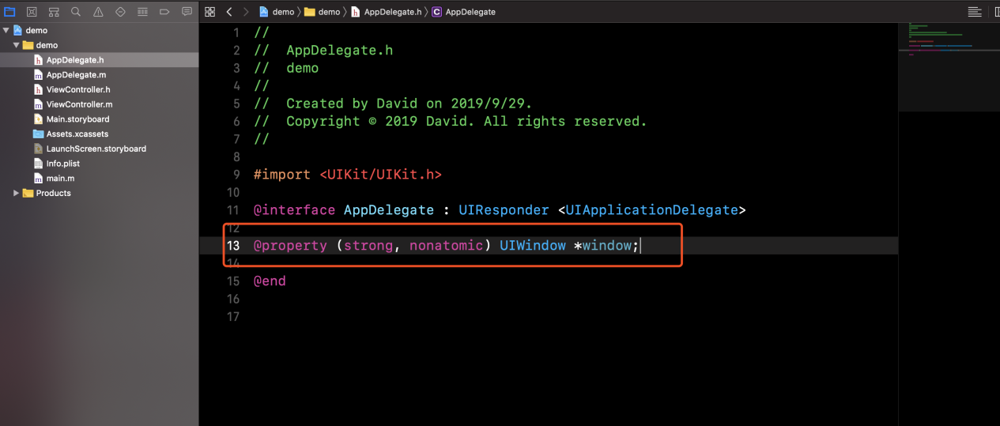 demo
demo
AppDelegate.h
AppDelegate.m
ViewController.h
ViewController.m
Main.storyboard
Assets.xcassets
LaunchScreen.storyboard
Info.plist
main.m
Products
demo 〉 demo 〉 h AppDelegate.h 〉 C AppDelegate
1 //
2 //  AppDelegate.h
3 //  demo
4 //
5 //  Created by David on 2019/9/29.
6 //  Copyright © 2019 David. All rights reserved.
7 //
8
9 #import <UIKit/UIKit.h>
10
11 @interface AppDelegate : UIResponder <UIApplicationDelegate>
12
13 @property (strong, nonatomic) UIWindow *window;
14
15 @end
16
17